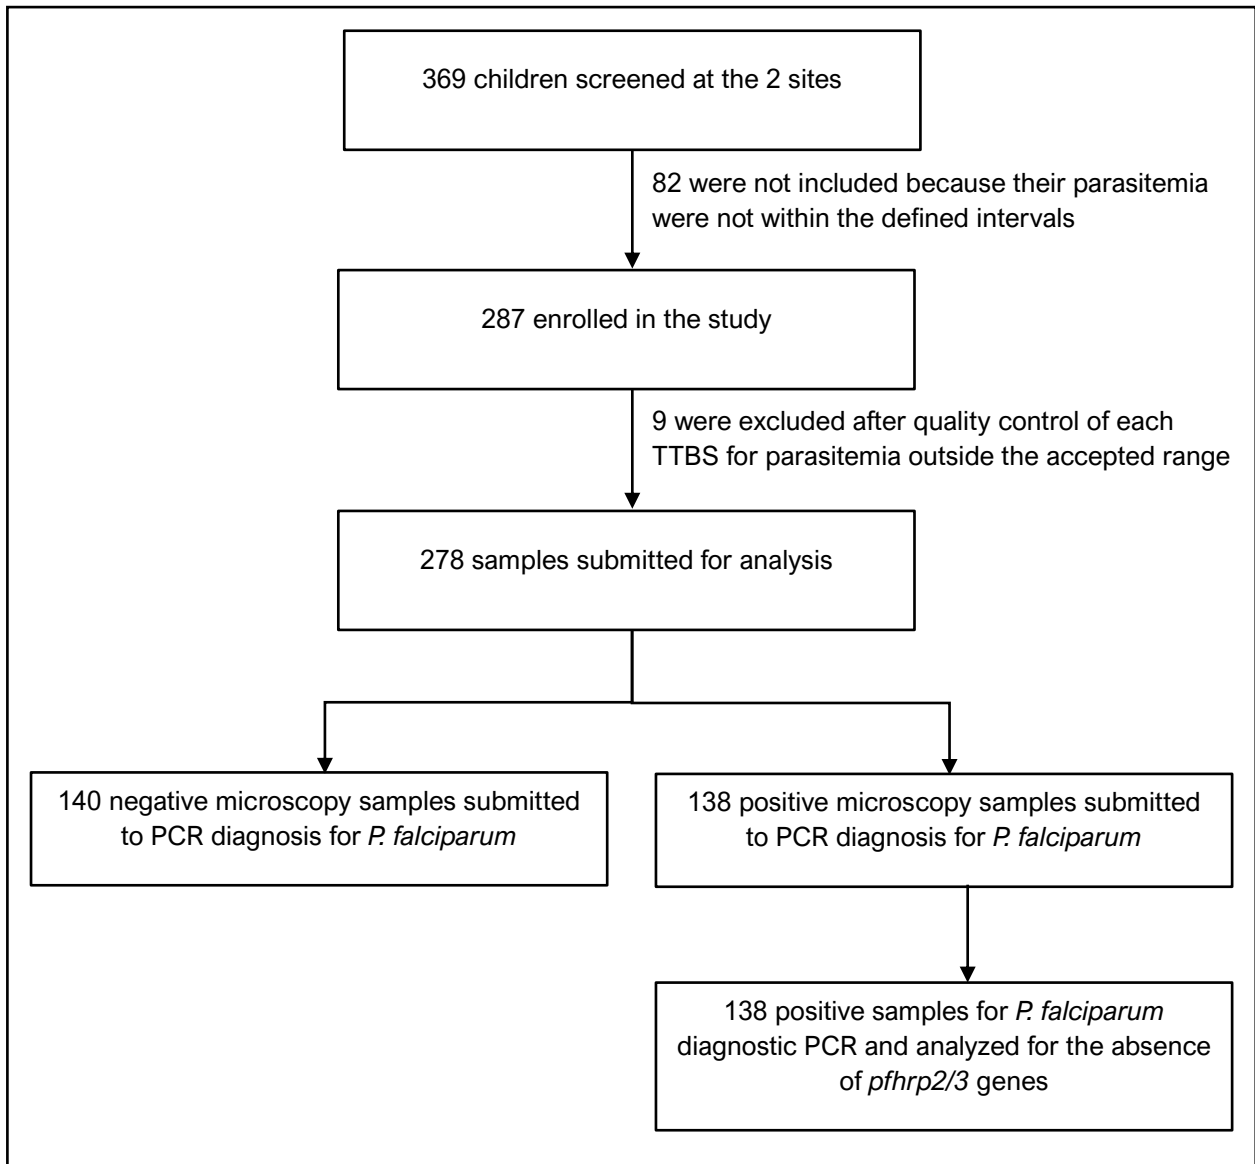 369 children screened at the 2 sites
82 were not included because their parasitemia
were not within the defined intervals
287 enrolled in the study
9 were excluded after quality control of each
TTBS for parasitemia outside the accepted range
278 samples submitted for analysis
140 negative microscopy samples submitted
to PCR diagnosis for P. falciparum
138 positive microscopy samples submitted
to PCR diagnosis for P. falciparum
138 positive samples for P. falciparum
diagnostic PCR and analyzed for the absence
of pfhrp2/3 genes